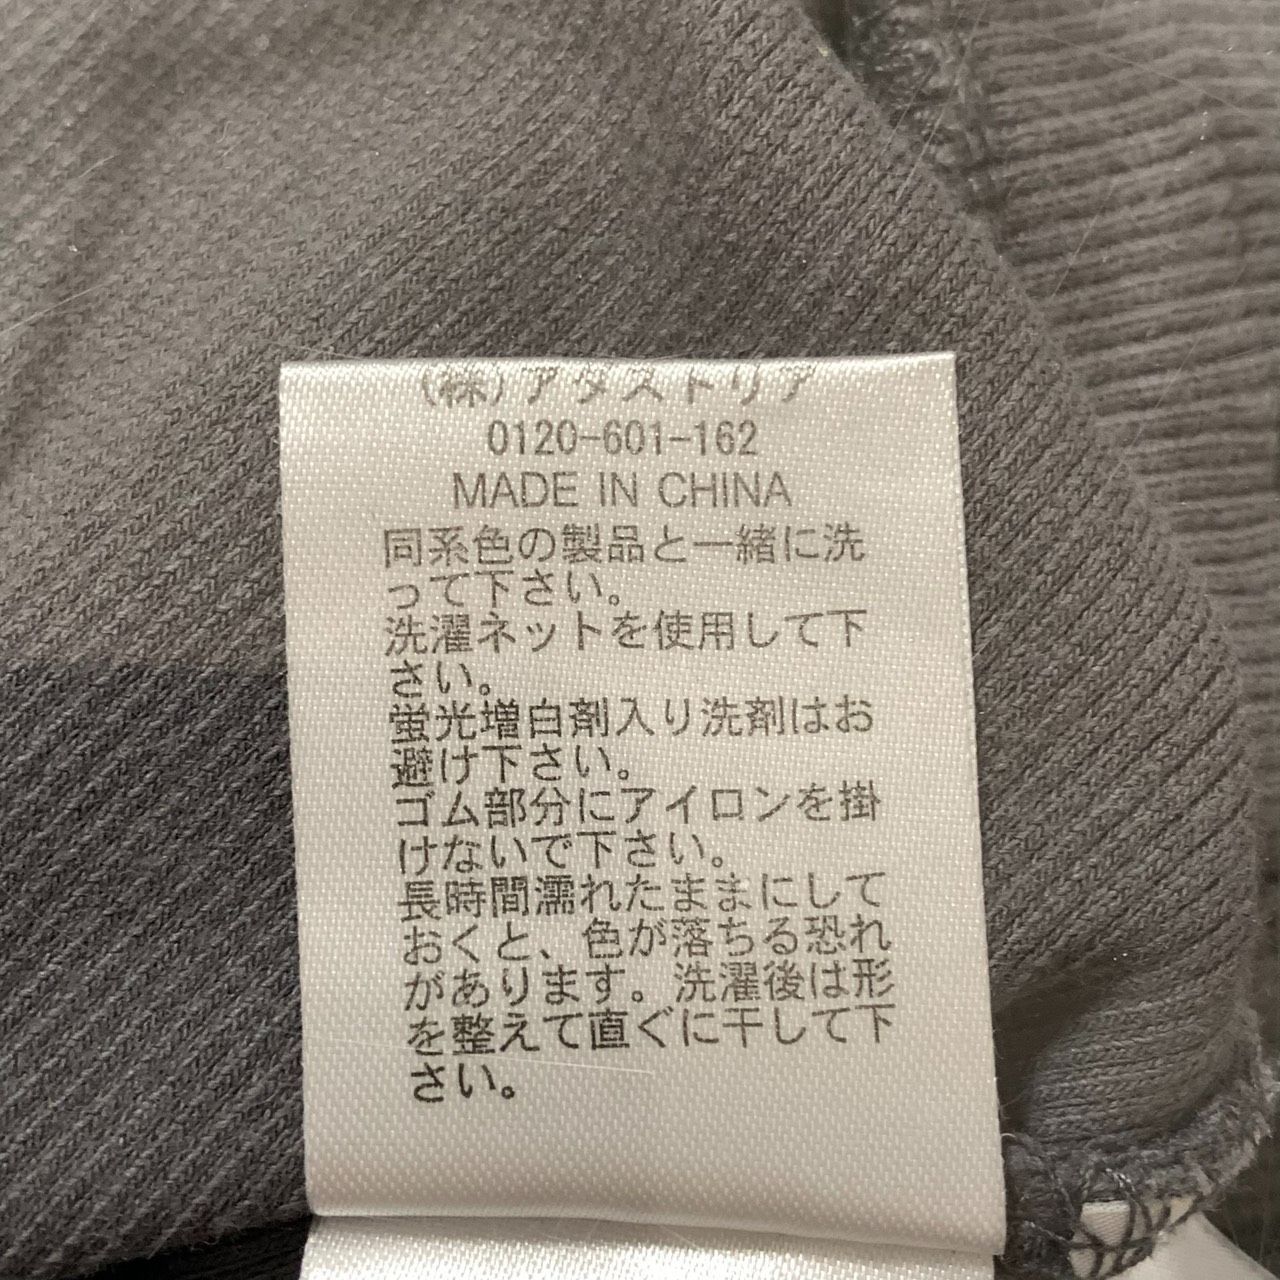 (株)アダストリア
0120-601-162
MADE IN CHINA
同系色の製品と一緒に洗
って下さい。
洗濯ネットを使用して下
さい。
蛍光増白剤入り洗剤はお
避け下さい。
ゴム部分にアイロンを掛
けないで下さい。
長時間濡れたままにして
おくと、色が落ちる恐れ
があります。洗濯後は形
を整えて直ぐに干して下
さい。